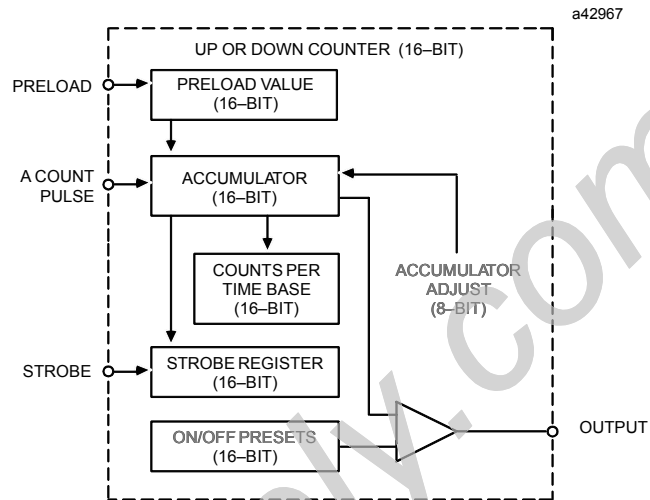 a42967
UP OR DOWN COUNTER (16–BIT)
PRELOAD
PRELOAD VALUE
(16–BIT)
A COUNT
PULSE
ACCUMULATOR
(16–BIT)
COUNTS PER
TIME BASE
(16–BIT)
ACCUMULATOR
ADJUST
(8–BIT)
STROBE
STROBE REGISTER
(16–BIT)
ON/OFF PRESETS
(16–BIT)
OUTPUT
ly.com